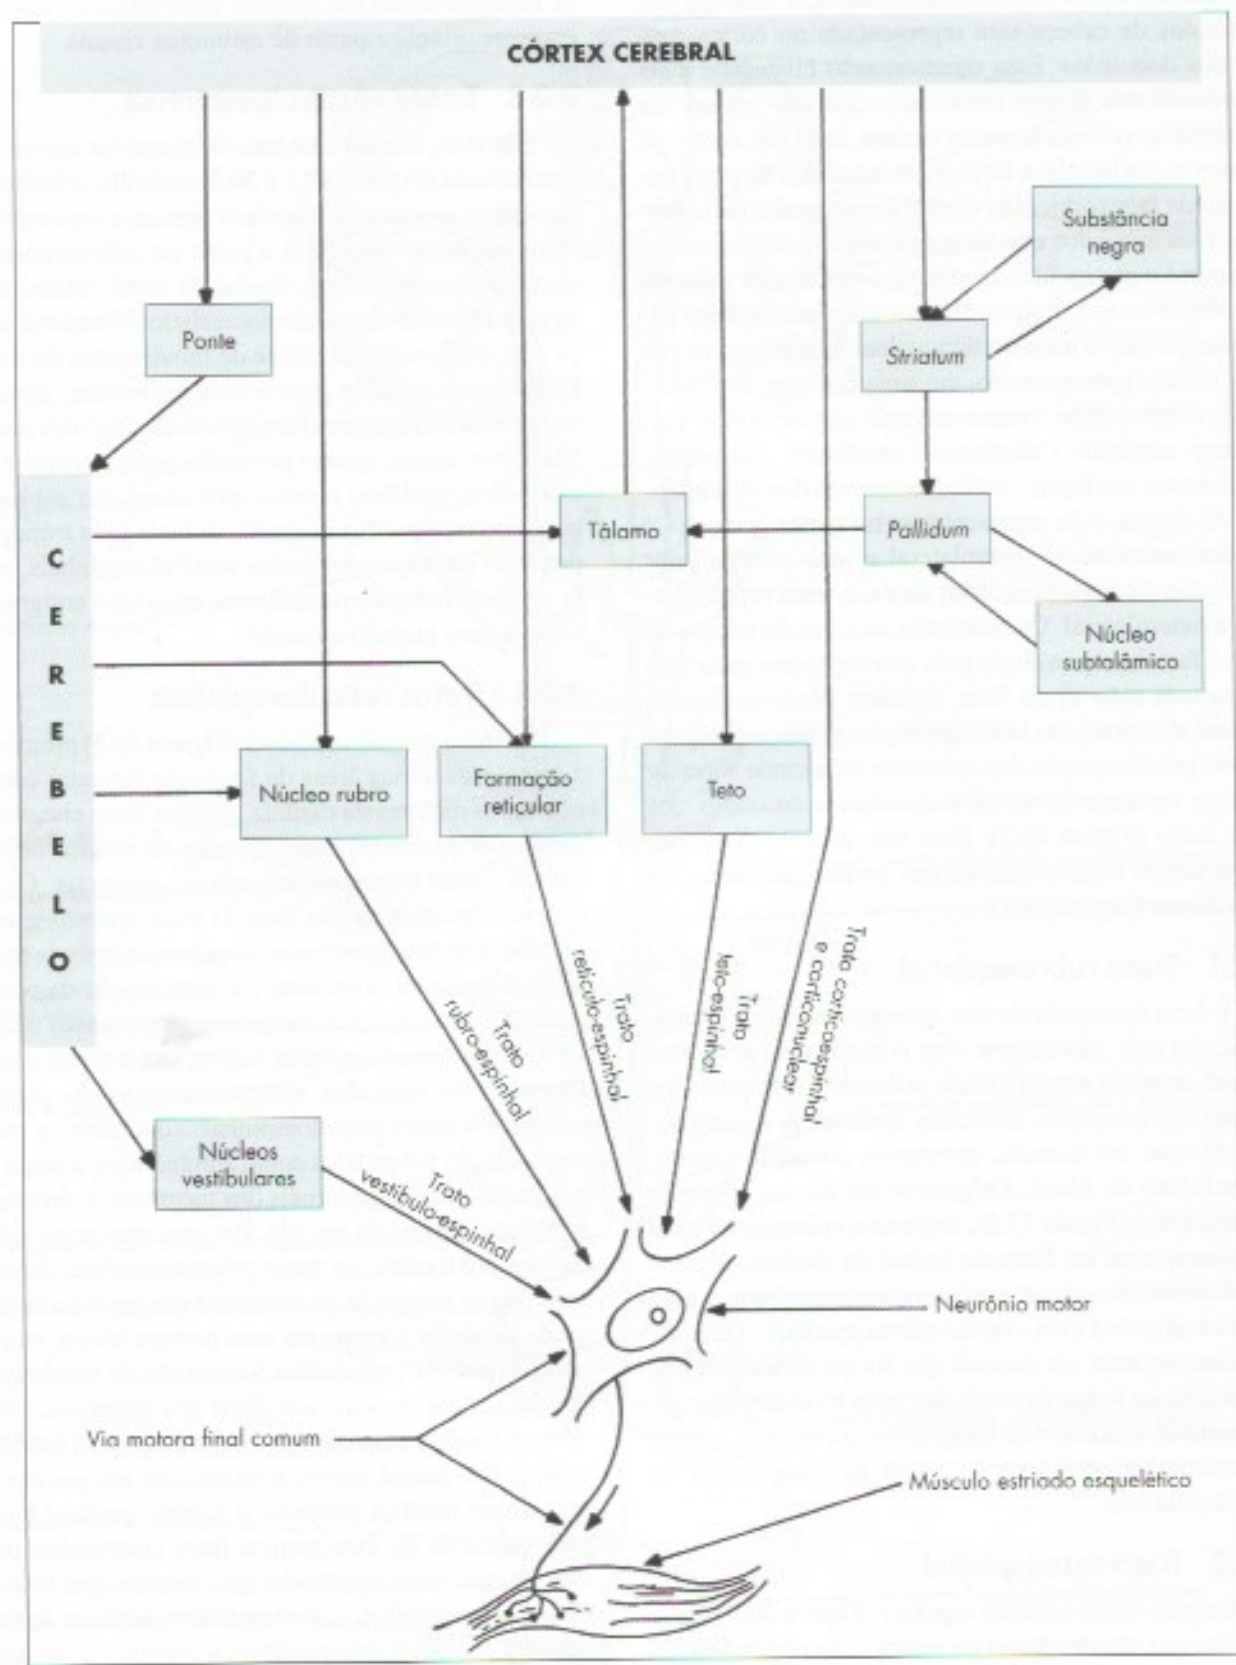 CÓRTEX CEREBRAL
Substância
negra
Ponte
Striatum
Tálamo
Pallidum
Núcleo
subtalâmico
CEREBELO
Núcleo rubro
Formação
reticular
Teto
Trato
rubro-espinhal
Trato
retículo-espinhal
Trato
teto-espinhal
Trato corticoespinhal
e corticonuclear
Núcleos
vestibulares
Trato
vestíbulo-espinhal
Neurônio motor
Via motora final comum
Músculo estriado esquelético